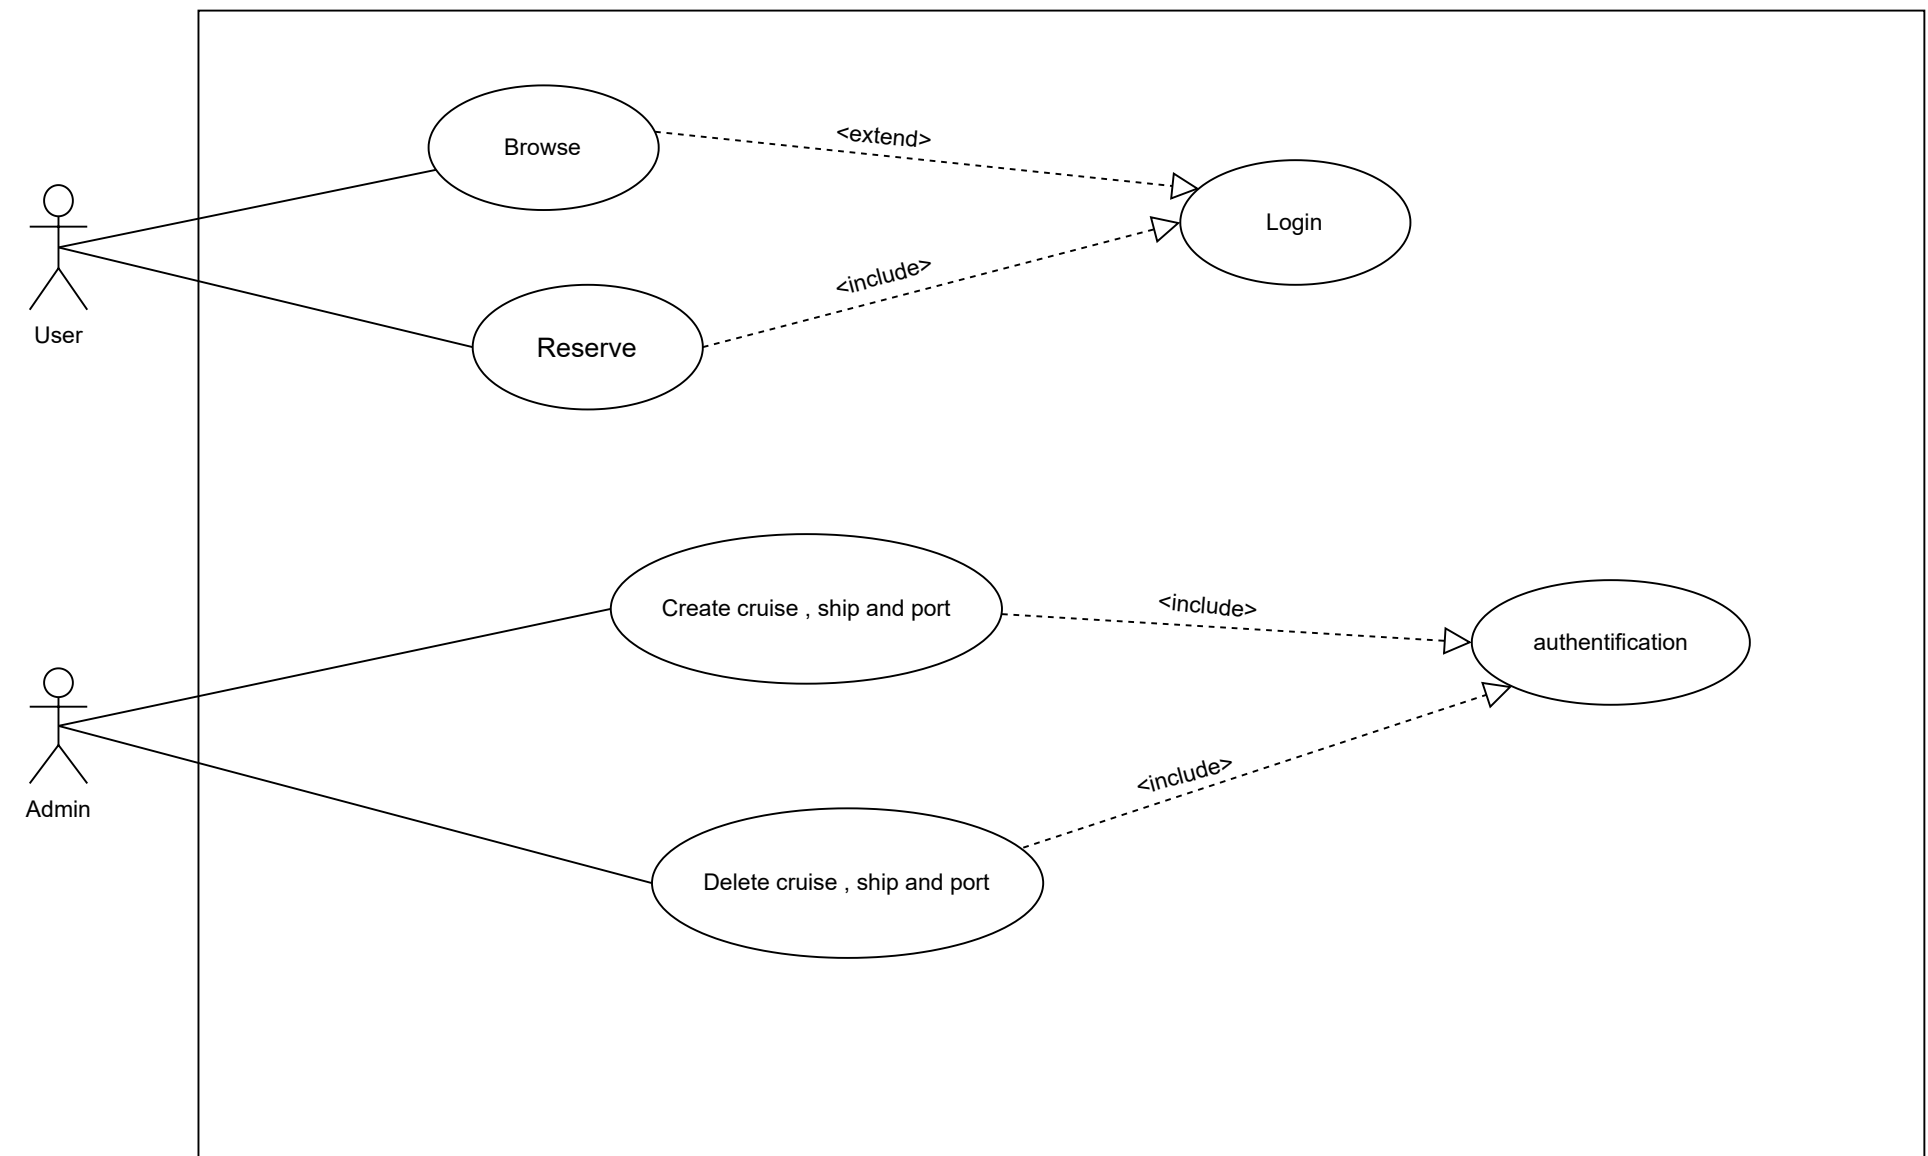 Browse
<extend>
Login
<include>
User
Reserve
Create cruise , ship and port
<include>
authentification
<include>
Admin
Delete cruise , ship and port